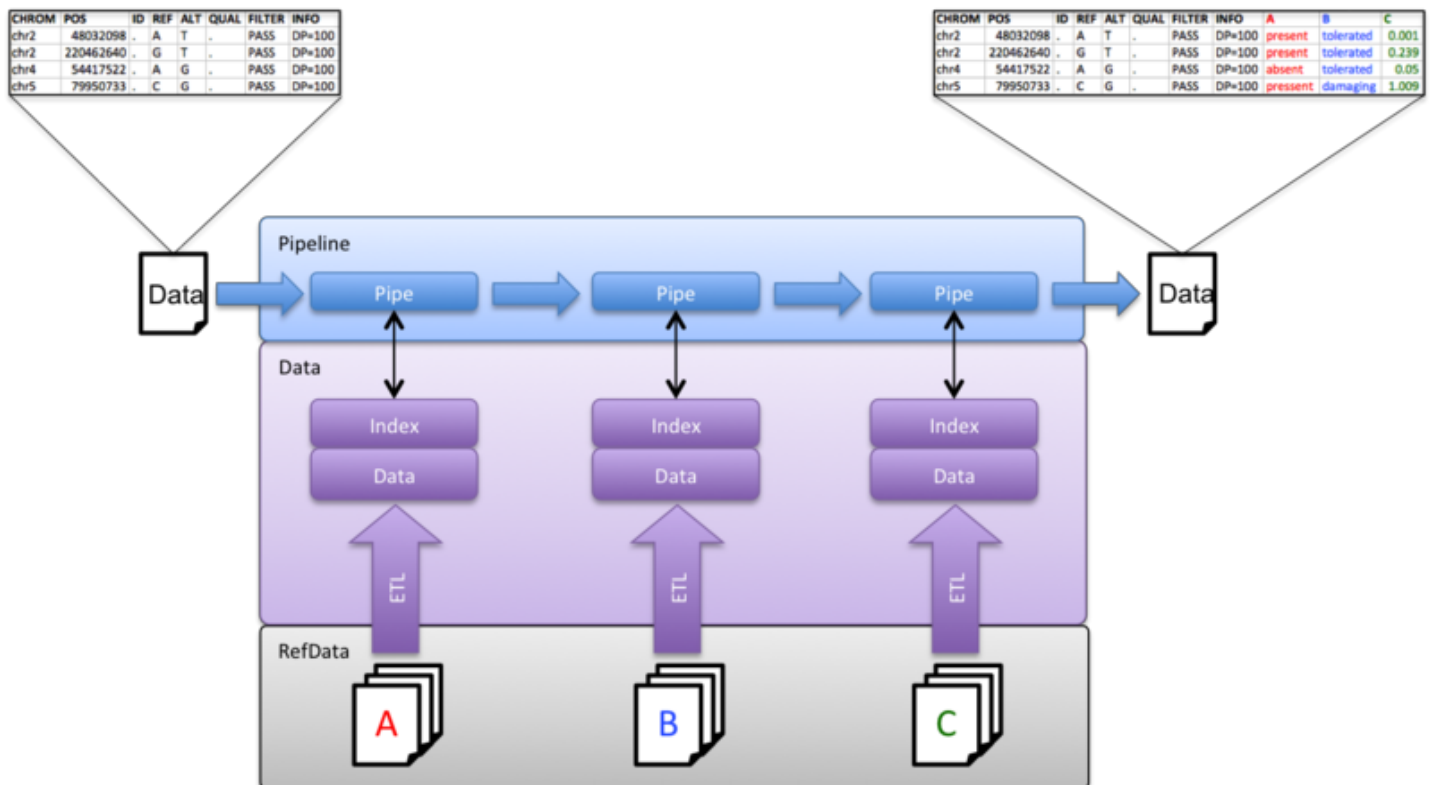 CHROM POS ID REF ALT QUAL FILTER INFO
chr2 48032098 . A T . PASS DP=100
chr2 220462640 . G T . PASS DP=100
chr4 54417522 . A G . PASS DP=100
chr5 79950733 . C G . PASS DP=100
CHROM POS ID REF ALT QUAL FILTER INFO A B C
chr2 48032098 . A T . PASS DP=100 present tolerated 0.001
chr2 220462640 . G T . PASS DP=100 present tolerated 0.239
chr4 54417522 . A G . PASS DP=100 absent tolerated 0.05
chr5 79950733 . C G . PASS DP=100 pressent damaging 1.009
Pipeline
Data Pipe Pipe Pipe Data
Data
Index Index Index
Data Data Data
ETL ETL ETL
RefData
A B C